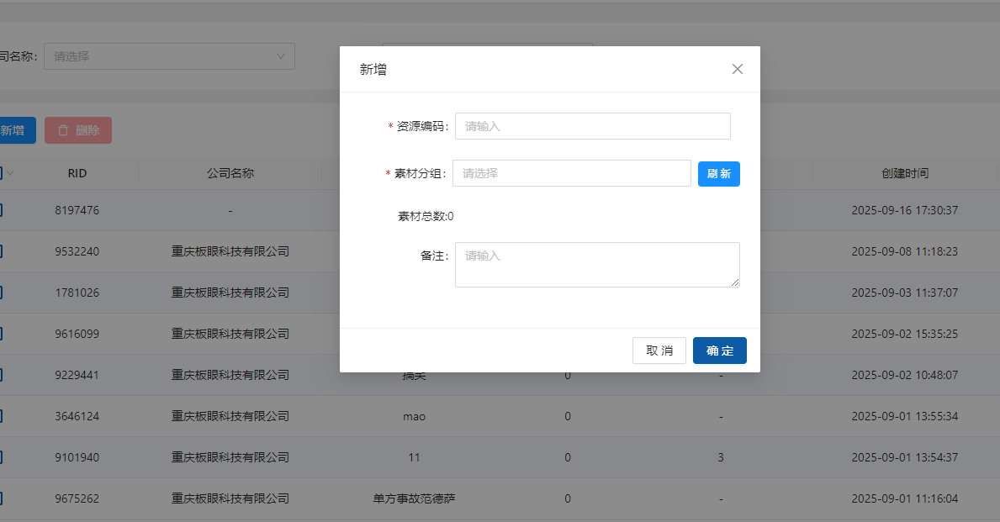 司名称: 请选择
新增
新增 删除
* 资源编码: 请输入
* 素材分组: 请选择 刷 新
素材总数:0
备注: 请输入
取 消 确 定
RID 公司名称 创建时间
8197476 - 2025-09-16 17:30:37
9532240 重庆板眼科技有限公司 2025-09-08 11:18:23
1781026 重庆板眼科技有限公司 2025-09-03 11:37:07
9616099 重庆板眼科技有限公司 2025-09-02 15:35:25
9229441 重庆板眼科技有限公司 搞笑 0 - 2025-09-02 10:48:07
3646124 重庆板眼科技有限公司 mao 0 - 2025-09-01 13:55:34
9101940 重庆板眼科技有限公司 11 0 3 2025-09-01 13:54:37
9675262 重庆板眼科技有限公司 单方事故范德萨 0 - 2025-09-01 11:16:04